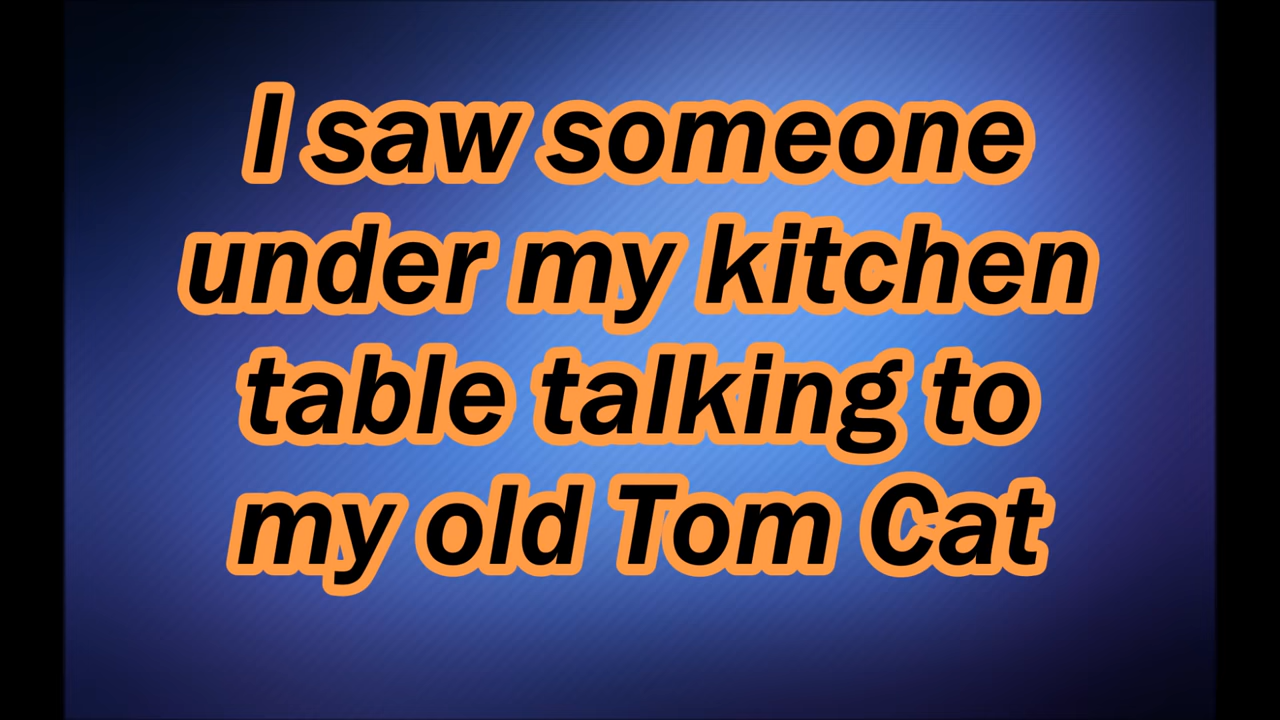 I saw someone
under my kitchen
table talking to
my old Tom Cat